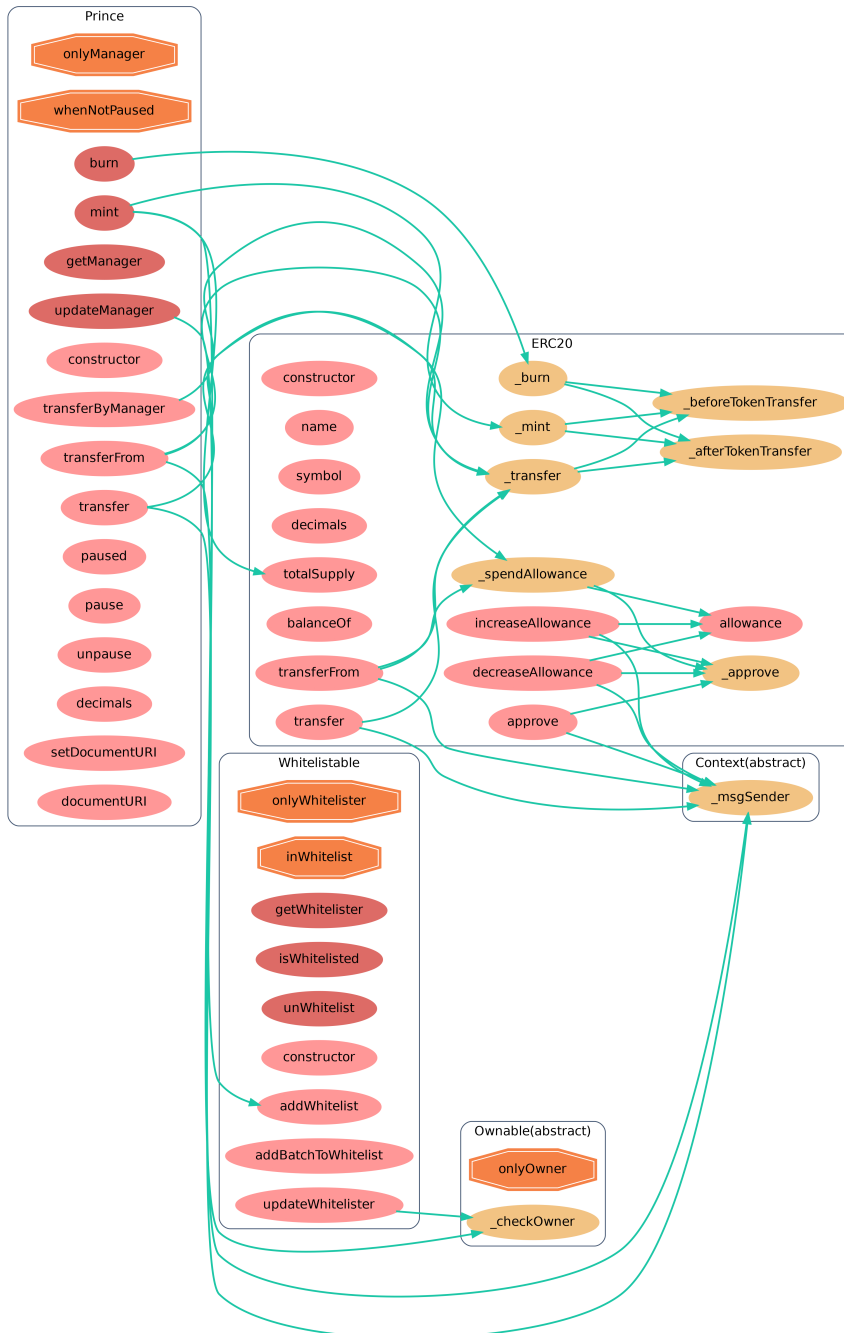 Prince
onlyManager
whenNotPaused
burn
mint
getManager
updateManager
constructor
transferByManager
transferFrom
transfer
paused
pause
unpause
decimals
setDocumentURI
documentURI
ERC20
constructor
name
symbol
decimals
totalSupply
balanceOf
transferFrom
transfer
_burn
_mint
_transfer
_spendAllowance
increaseAllowance
decreaseAllowance
approve
_beforeTokenTransfer
_afterTokenTransfer
allowance
_approve
Context(abstract)
_msgSender
Whitelistable
onlyWhitelister
inWhitelist
getWhitelister
isWhitelisted
unWhitelist
constructor
addWhitelist
addBatchToWhitelist
updateWhitelister
Ownable(abstract)
onlyOwner
_checkOwner